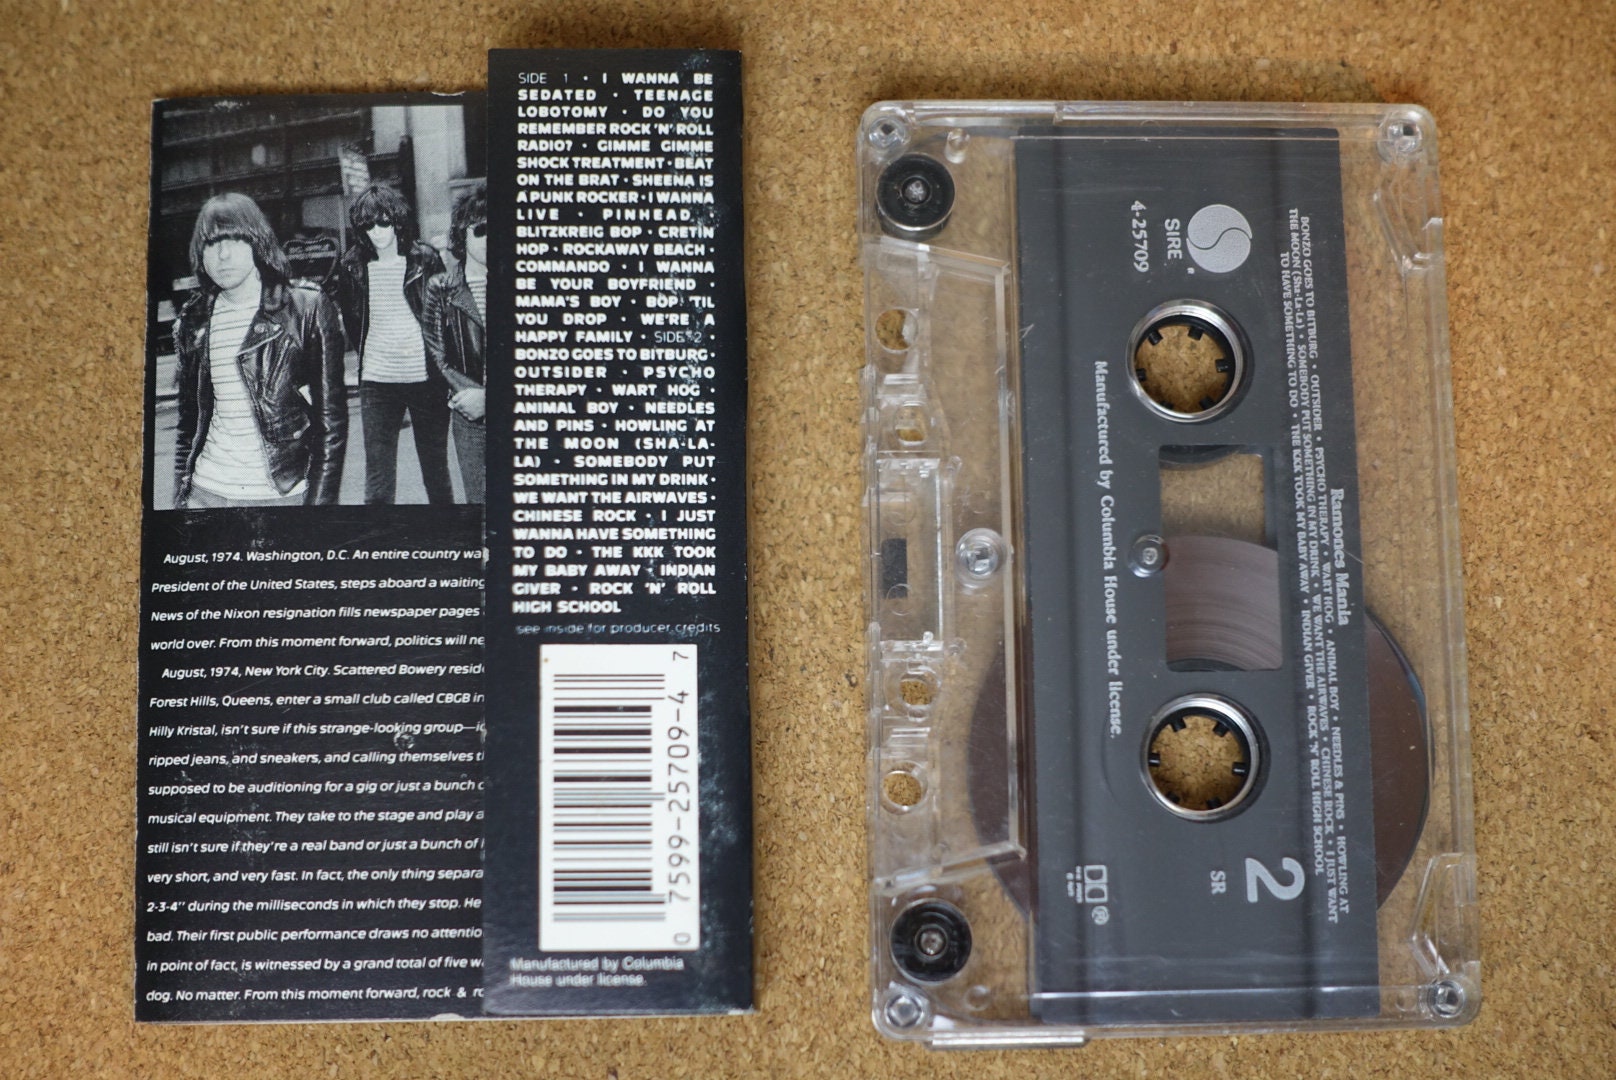 August, 1974. Washington, D.C. An entire country wa
President of the United States, steps aboard a waiting
News of the Nixon resignation fills newspaper pages
world over. From this moment forward, politics will ne
August, 1974, New York City. Scattered Bowery resid
Forest Hills, Queens, enter a small club called CBGB in
Hilly Kristal, isn't sure if this strange-looking group—
ripped jeans, and sneakers, and calling themselves t
supposed to be auditioning for a gig or just a bunch
musical equipment. They take to the stage and play a
still isn't sure if they're a real band or just a bunch of
very short, and very fast. In fact, the only thing separa
2-3-4" during the milliseconds in which they stop. He
bad. Their first public performance draws no attentio
in point of fact, is witnessed by a grand total of five w
dog. No matter. From this moment forward, rock & ro
SIDE 1 • I WANNA BE
SEDATED • TEENAGE
LOBOTOMY • DO YOU
REMEMBER ROCK 'N' ROLL
RADIO? • GIMME GIMME
SHOCK TREATMENT • BEAT
ON THE BRAT • SHEENA IS
A PUNK ROCKER • I WANNA
LIVE • PINHEAD •
BLITZKREIG BOP • CRETIN
HOP • ROCKAWAY BEACH •
COMMANDO • I WANNA
BE YOUR BOYFRIEND •
MAMA'S BOY • BOP 'TIL
YOU DROP • WE'RE A
HAPPY FAMILY • SIDE 2 •
BONZO GOES TO BITBURG •
OUTSIDER • PSYCHO
THERAPY • WART HOG •
ANIMAL BOY • NEEDLES
AND PINS • HOWLING AT
THE MOON (SHA-LA-
LA) • SOMEBODY PUT
SOMETHING IN MY DRINK •
WE WANT THE AIRWAVES •
CHINESE ROCK • I JUST
WANNA HAVE SOMETHING
TO DO • THE KKK TOOK
MY BABY AWAY • INDIAN
GIVER • ROCK 'N' ROLL
HIGH SCHOOL
see inside for producer credits
0 7599-25709-4 7
Manufactured by Columbia
House under license.
Ramones Mania
BONZO GOES TO BITBURG • OUTSIDER • PSYCHO THERAPY • WART HOG • ANIMAL BOY • NEEDLES & PINS • HOWLING AT
THE MOON (Sha-La-La) • SOMEBODY PUT SOMETHING IN MY DRINK • WE WANT THE AIRWAVES • CHINESE ROCK • I JUST WANT
TO HAVE SOMETHING TO DO • THE KKK TOOK MY BABY AWAY • INDIAN GIVER • ROCK 'N' ROLL HIGH SCHOOL
SIRE
4-25709
2
SR
Manufactured by Columbia House under license.